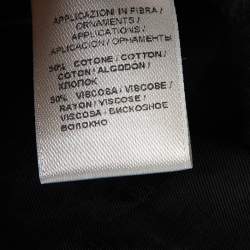 APPLICAZIONI IN FIBRA /
ORNAMENTS /
APPLICATIONS /
APLICACION / ОРНАМЕНТЫ
50% COTONE / COTTON /
COTON / ALGODON /
ХЛОПОК
50% VISCOSA / VISCOSE /
RAYON / VISCOSE /
VISCOSA / ВИСКОЗНОЕ
ВОЛОКНО